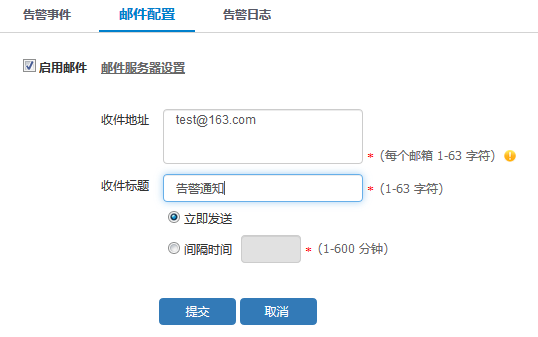 告警事件 邮件配置 告警日志
启用邮件 邮件服务器设置
收件地址 test@163.com
* (每个邮箱 1-63 字符)
收件标题 告警通知 * (1-63 字符)
立即发送
间隔时间 * (1-600 分钟)
提交 取消